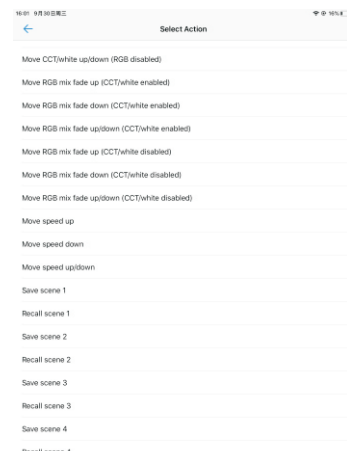 16:01 9月30日周三
16%
Select Action
Move CCT/white up/down (RGB disabled)
Move RGB mix fade up (CCT/white enabled)
Move RGB mix fade down (CCT/white enabled)
Move RGB mix fade up/down (CCT/white enabled)
Move RGB mix fade up (CCT/white disabled)
Move RGB mix fade down (CCT/white disabled)
Move RGB mix fade up/down (CCT/white disabled)
Move speed up
Move speed down
Move speed up/down
Save scene 1
Recall scene 1
Save scene 2
Recall scene 2
Save scene 3
Recall scene 3
Save scene 4